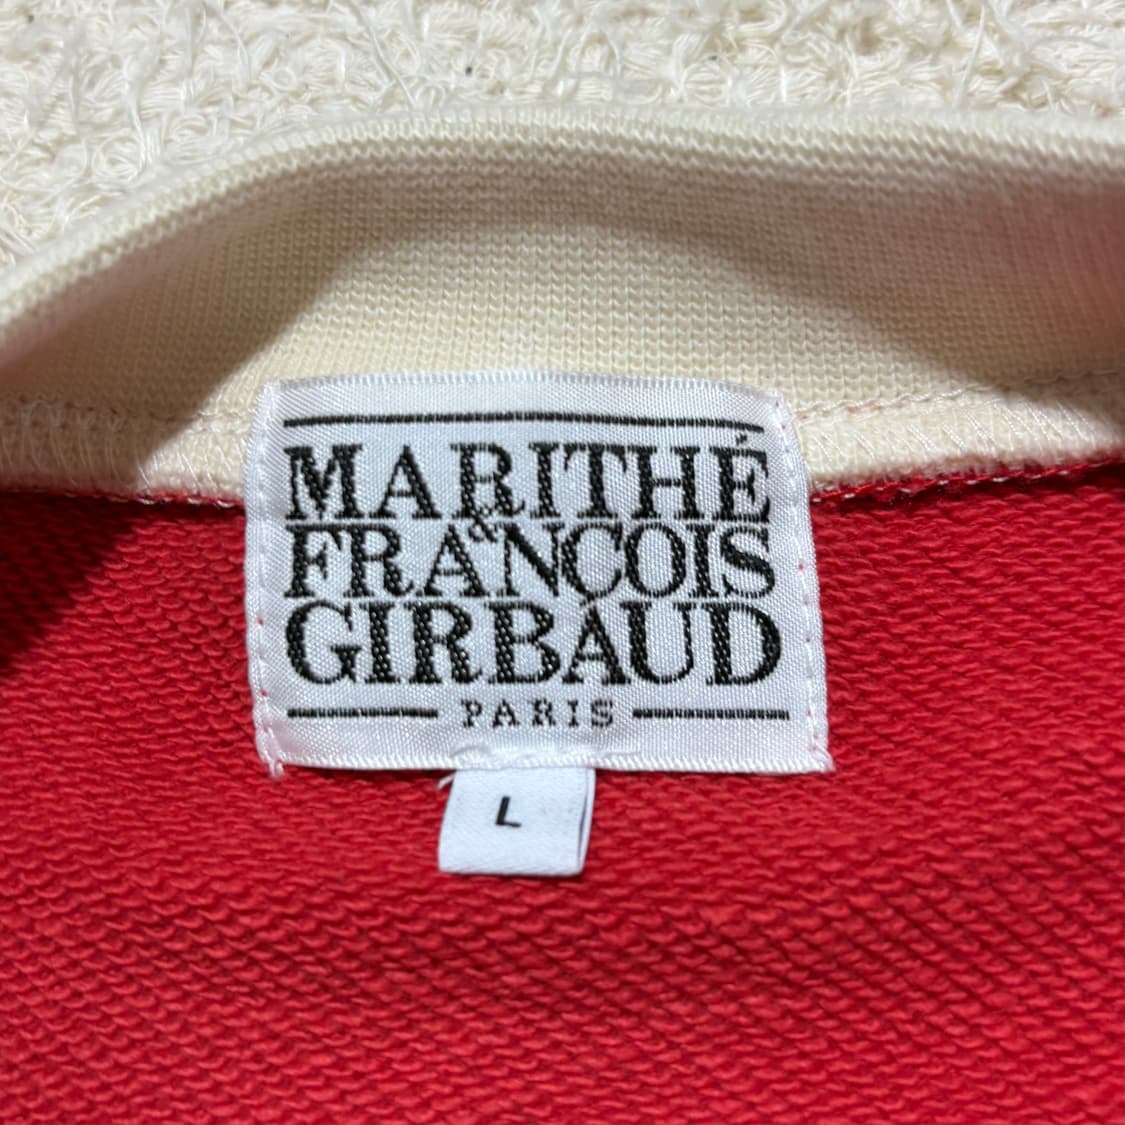 MARITHÉ
&
FRANÇOIS
GIRBAUD
PARIS
L